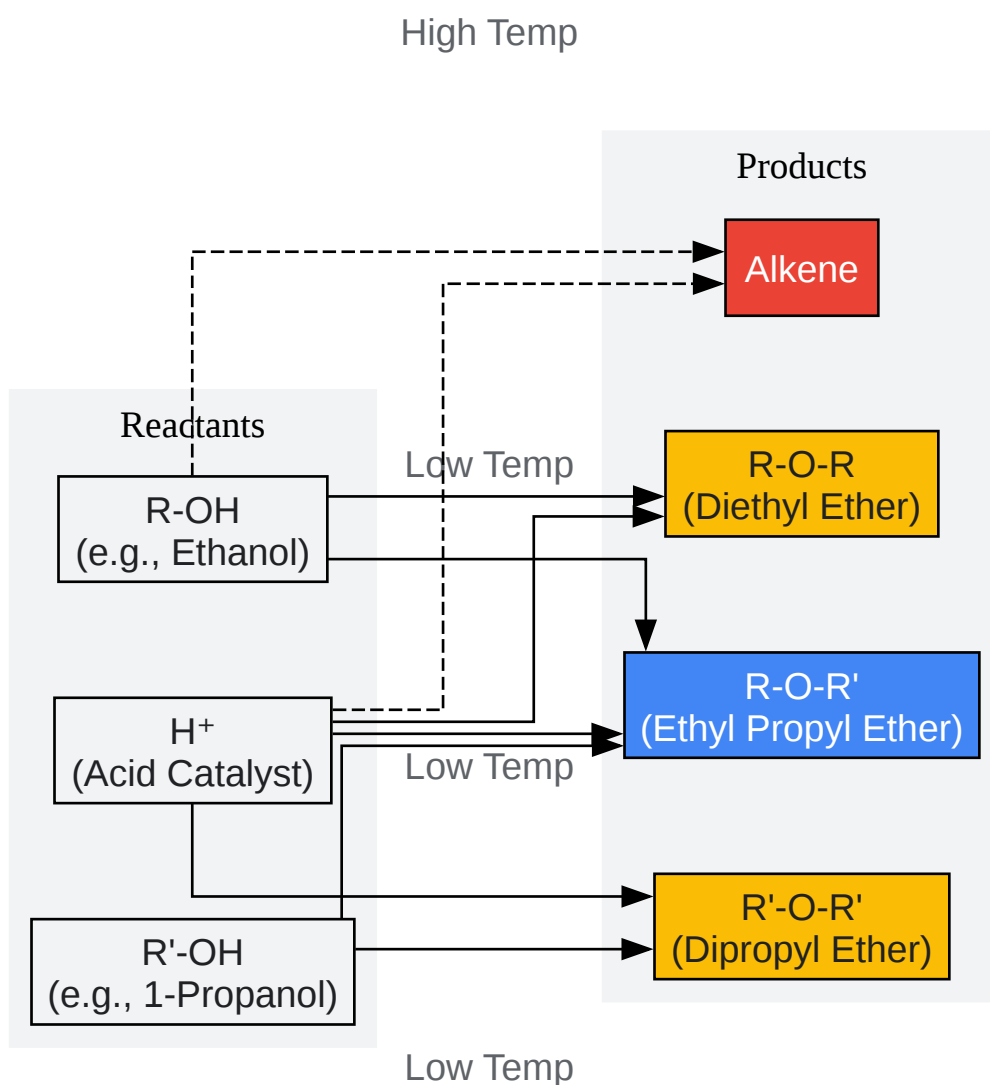 High Temp
Products
Alkene
Reactants
Low Temp
R-OH
(e.g., Ethanol)
R-O-R
(Diethyl Ether)
H⁺
(Acid Catalyst)
R-O-R'
(Ethyl Propyl Ether)
Low Temp
R'-OH
(e.g., 1-Propanol)
R'-O-R'
(Dipropyl Ether)
Low Temp